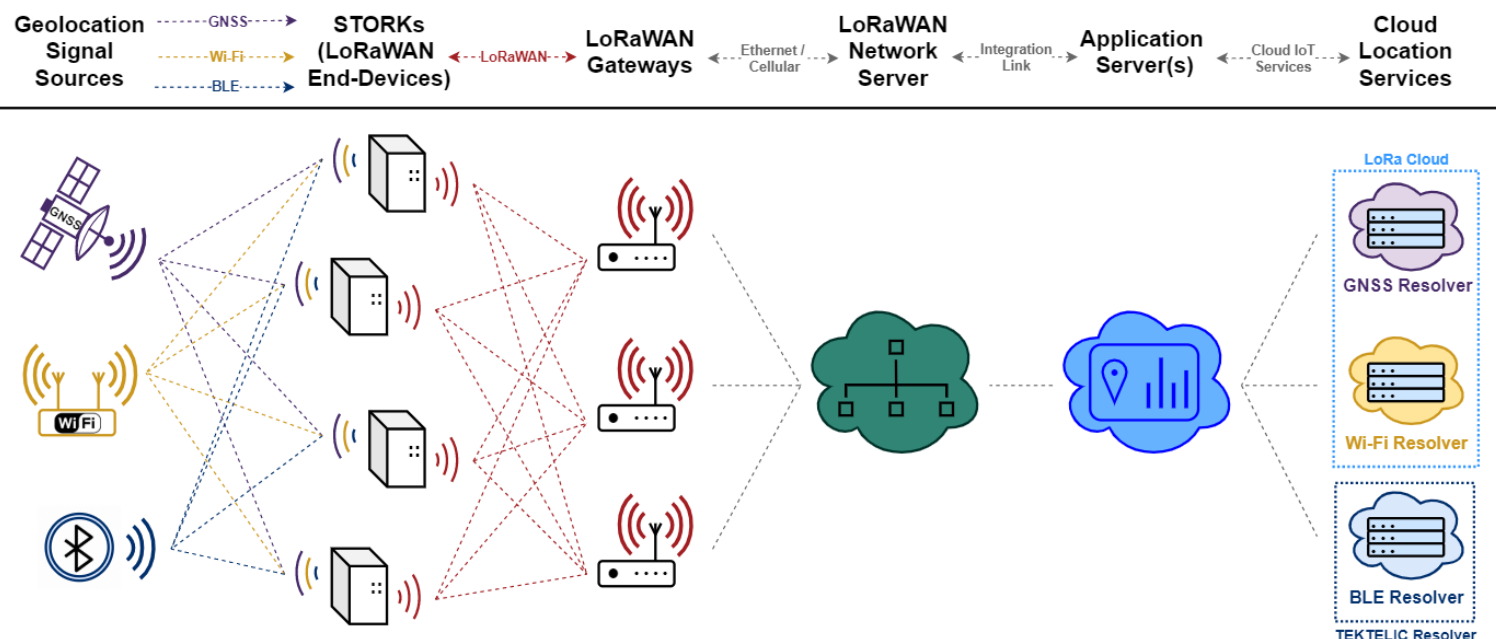 Geolocation
Signal
Sources
GNSS
Wi-Fi
BLE
STORKs
(LoRaWAN
End-Devices)
LoRaWAN
LoRaWAN
Gateways
Ethernet /
Cellular
LoRaWAN
Network
Server
Integration
Link
Application
Server(s)
Cloud IoT
Services
Cloud
Location
Services
GNSS
Wi Fi
LoRa Cloud
GNSS Resolver
Wi-Fi Resolver
BLE Resolver
TEKTELIC Resolver